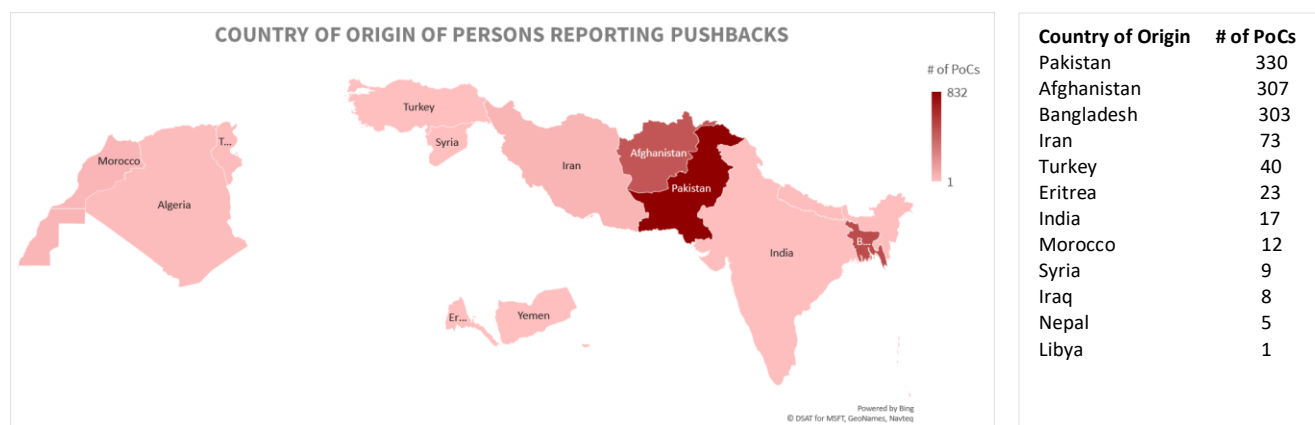 COUNTRY OF ORIGIN OF PERSONS REPORTING PUSHBACKS
# of PoCs
832
1
Turkey
Syria
Morocco
T...
Algeria
Iran
Afghanistan
Pakistan
India
B...
Er...
Yemen
Powered by Bing
© DSAT for MSFT, GeoNames, Navteq
Country of Origin # of PoCs
Pakistan 330
Afghanistan 307
Bangladesh 303
Iran 73
Turkey 40
Eritrea 23
India 17
Morocco 12
Syria 9
Iraq 8
Nepal 5
Libya 1